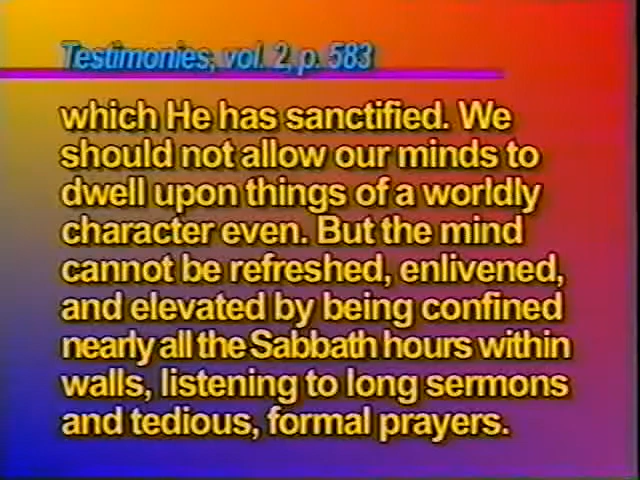 Testimonies, vol. 2, p. 583
which He has sanctified. We
should not allow our minds to
dwell upon things of a worldly
character even. But the mind
cannot be refreshed, enlivened,
and elevated by being confined
nearly all the Sabbath hours within
walls, listening to long sermons
and tedious, formal prayers.